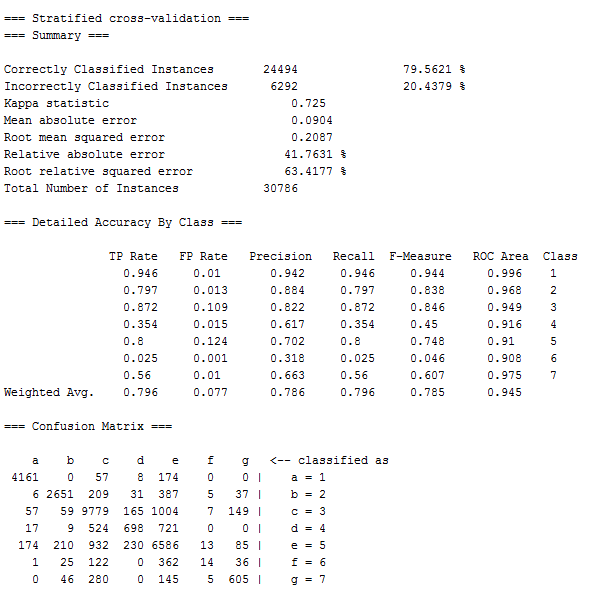 === Stratified cross-validation ===
=== Summary ===
Correctly Classified Instances 24494 79.5621 %
Incorrectly Classified Instances 6292 20.4379 %
Kappa statistic 0.725
Mean absolute error 0.0904
Root mean squared error 0.2087
Relative absolute error 41.7631 %
Root relative squared error 63.4177 %
Total Number of Instances 30786
=== Detailed Accuracy By Class ===
TP Rate FP Rate Precision Recall F-Measure ROC Area Class
0.946 0.01 0.942 0.946 0.944 0.996 1
0.797 0.013 0.884 0.797 0.838 0.968 2
0.872 0.109 0.822 0.872 0.846 0.949 3
0.354 0.015 0.617 0.354 0.45 0.916 4
0.8 0.124 0.702 0.8 0.748 0.91 5
0.025 0.001 0.318 0.025 0.046 0.908 6
0.56 0.01 0.663 0.56 0.607 0.975 7
Weighted Avg. 0.796 0.077 0.786 0.796 0.785 0.945
=== Confusion Matrix ===
a b c d e f g <-- classified as
4161 0 57 8 174 0 0 | a = 1
6 2651 209 31 387 5 37 | b = 2
57 59 9779 165 1004 7 149 | c = 3
17 9 524 698 721 0 0 | d = 4
174 210 932 230 6586 13 85 | e = 5
1 25 122 0 362 14 36 | f = 6
0 46 280 0 145 5 605 | g = 7